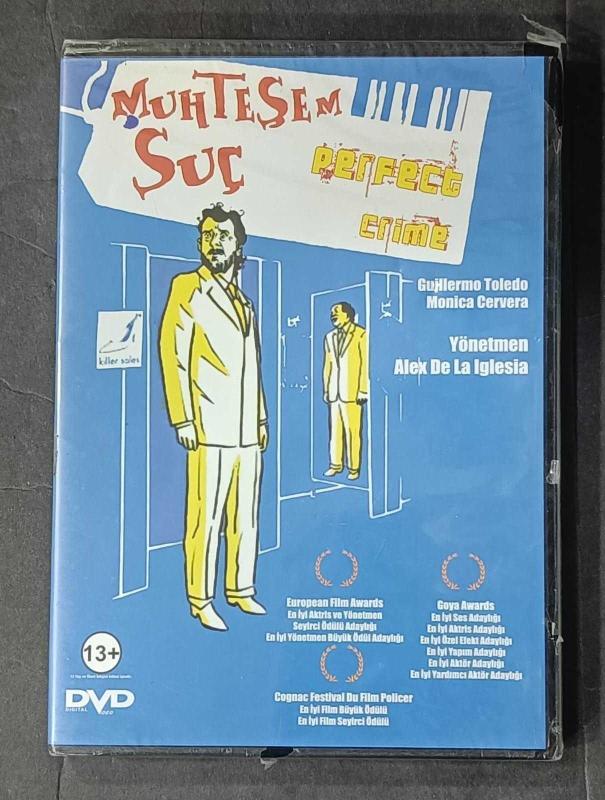 MUHTEŞEM
SUÇ
Perfect
Crime
Guillermo Toledo
Monica Cervera
Yönetmen
Alex De La Iglesia
killer sales
European Film Awards
En İyi Aktris ve Yönetmen
Seyirci Ödülü Adaylığı
En İyi Yönetmen Büyük Ödül Adaylığı
Goya Awards
En İyi Ses Adaylığı
En İyi Aktris Adaylığı
En İyi Özel Efekt Adaylığı
En İyi Yapım Adaylığı
En İyi Aktör Adaylığı
En İyi Yardımcı Aktör Adaylığı
Cognac Festival Du Film Policer
En İyi Film Büyük Ödülü
En İyi Film Seyirci Ödülü
13+
DVD
DIGITAL VIDEO